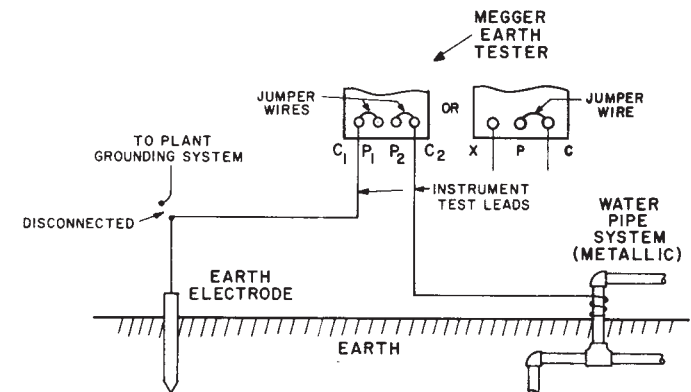 MEGGER
EARTH
TESTER
JUMPER
WIRES
OR
JUMPER
WIRE
C1 P1 P2 C2
X P C
TO PLANT
GROUNDING SYSTEM
DISCONNECTED
INSTRUMENT
TEST LEADS
WATER
PIPE
SYSTEM
(METALLIC)
EARTH
ELECTRODE
EARTH